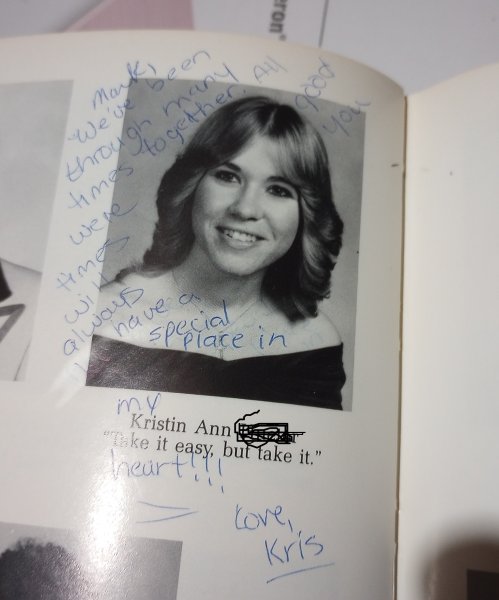 eron®
Mark,
"We've been
through many
times together. All
were good
times You
will
always have a
special
place in
my
Kristin Ann
"Take it easy, but take it."
heart!!!
Love,
Kris